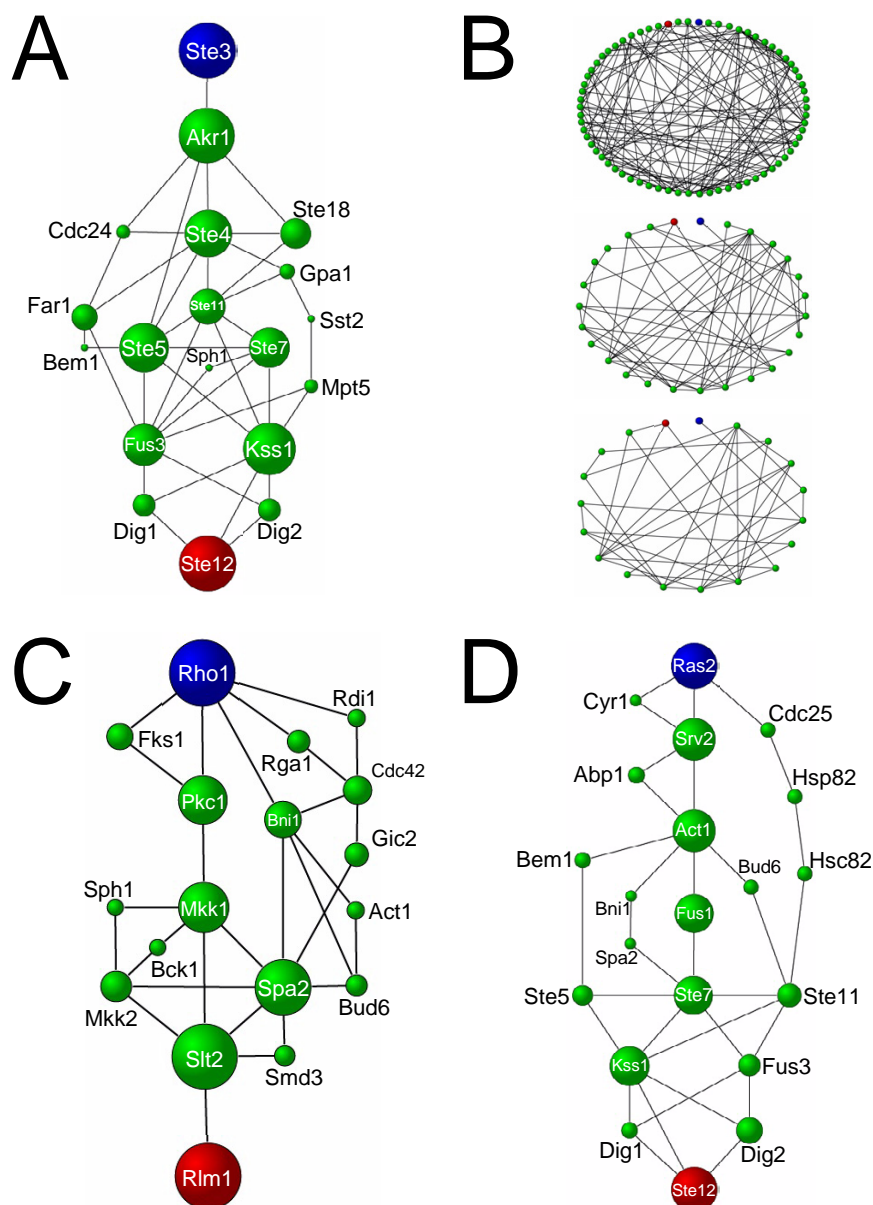 A
B
Ste3
Akr1
Ste18
Cdc24
Ste4
Gpa1
Far1
Ste11
Sst2
Bem1
Ste5
Sph1
Ste7
Mpt5
Fus3
Kss1
Dig1
Dig2
Ste12
C
D
Rho1
Rdi1
Fks1
Rga1
Cdc42
Pkc1
Bni1
Gic2
Sph1
Mkk1
Act1
Bck1
Mkk2
Spa2
Bud6
Slt2
Smd3
Rlm1
Ras2
Cyr1
Cdc25
Srv2
Abp1
Hsp82
Act1
Bem1
Bud6
Hsc82
Bni1
Fus1
Spa2
Ste5
Ste7
Ste11
Kss1
Fus3
Dig1
Dig2
Ste12